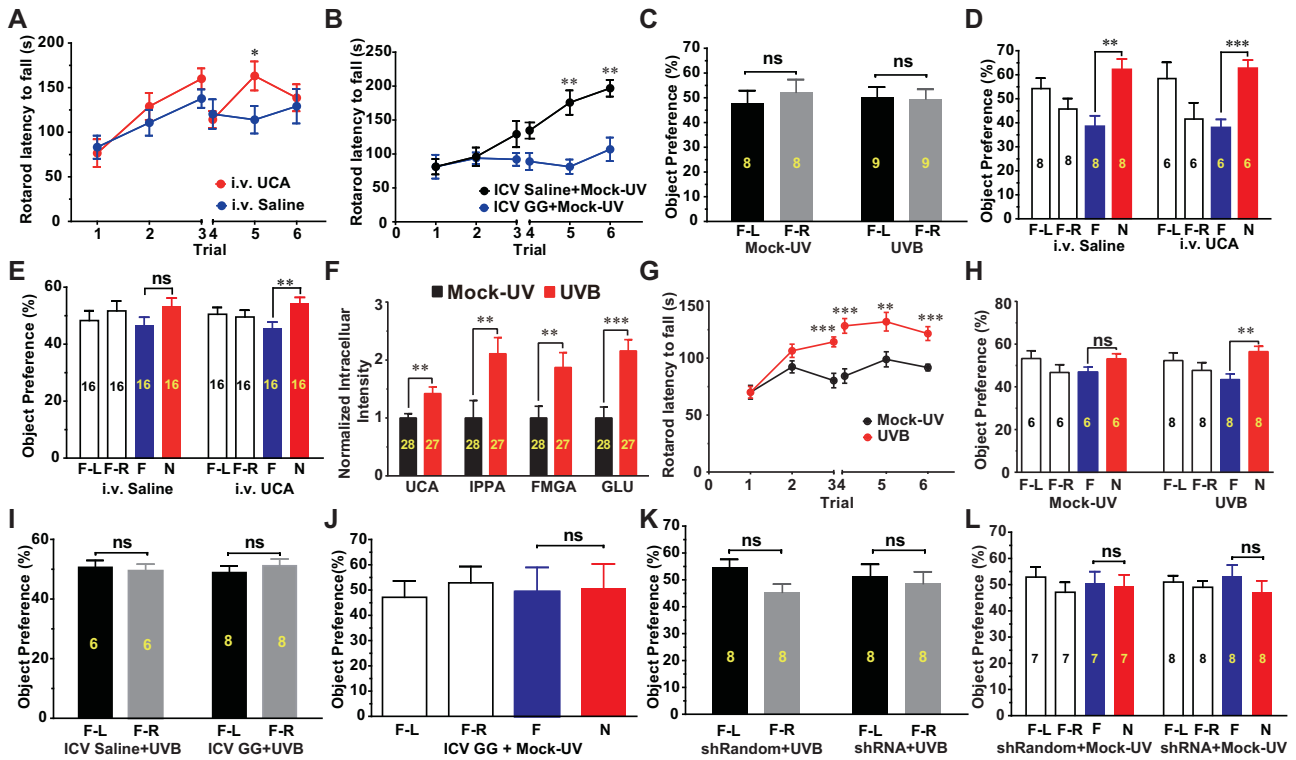 A
Rotarod latency to fall (s)
200
150
100
50
0
*
i.v. UCA
i.v. Saline
1 2 3 4 5 6
Trial
B
Rotarod latency to fall (s)
250
200
150
100
50
0
** **
ICV Saline+Mock-UV
ICV GG+Mock-UV
0 1 2 3 4 5 6
Trial
C
Object Preference (%)
70
60
50
40
30
20
10
0
ns ns
8 8 9 9
F-L F-R F-L F-R
Mock-UV UVB
D
Object Preference (%)
70
60
50
40
30
20
10
0
** ***
8 8 8 8 6 6 6 6
F-L F-R F N F-L F-R F N
i.v. Saline i.v. UCA
E
Object Preference (%)
60
40
20
0
ns **
16 16 16 16 16 16 16 16
F-L F-R F N F-L F-R F N
i.v. Saline i.v. UCA
F
Normalized Intracelluar
Intensity
3
2
1
0
Mock-UV UVB
** ** ** ***
28 27 28 27 28 27 28 27
UCA IPPA FMGA GLU
G
Rotarod latency to fall (s)
150
100
50
0
*** *** ** ***
Mock-UV
UVB
0 1 2 3 4 5 6
Trial
H
Object Preference (%)
80
60
40
20
0
ns **
6 6 6 6 8 8 8 8
F-L F-R F N F-L F-R F N
Mock-UV UVB
I
Object Preference (%)
60
50
40
30
20
10
0
ns ns
6 6 8 8
F-L F-R F-L F-R
ICV Saline+UVB ICV GG+UVB
J
Object Preference(%)
70
60
50
40
30
20
10
0
ns
F-L F-R F N
ICV GG + Mock-UV
K
Object Preference (%)
60
50
40
30
20
10
0
ns ns
8 8 8 8
F-L F-R F-L F-R
shRandom+UVB shRNA+UVB
L
Object Preference (%)
70
60
50
40
30
20
10
0
ns ns
7 7 7 7 8 8 8 8
F-L F-R F N F-L F-R F N
shRandom+Mock-UV shRNA+Mock-UV